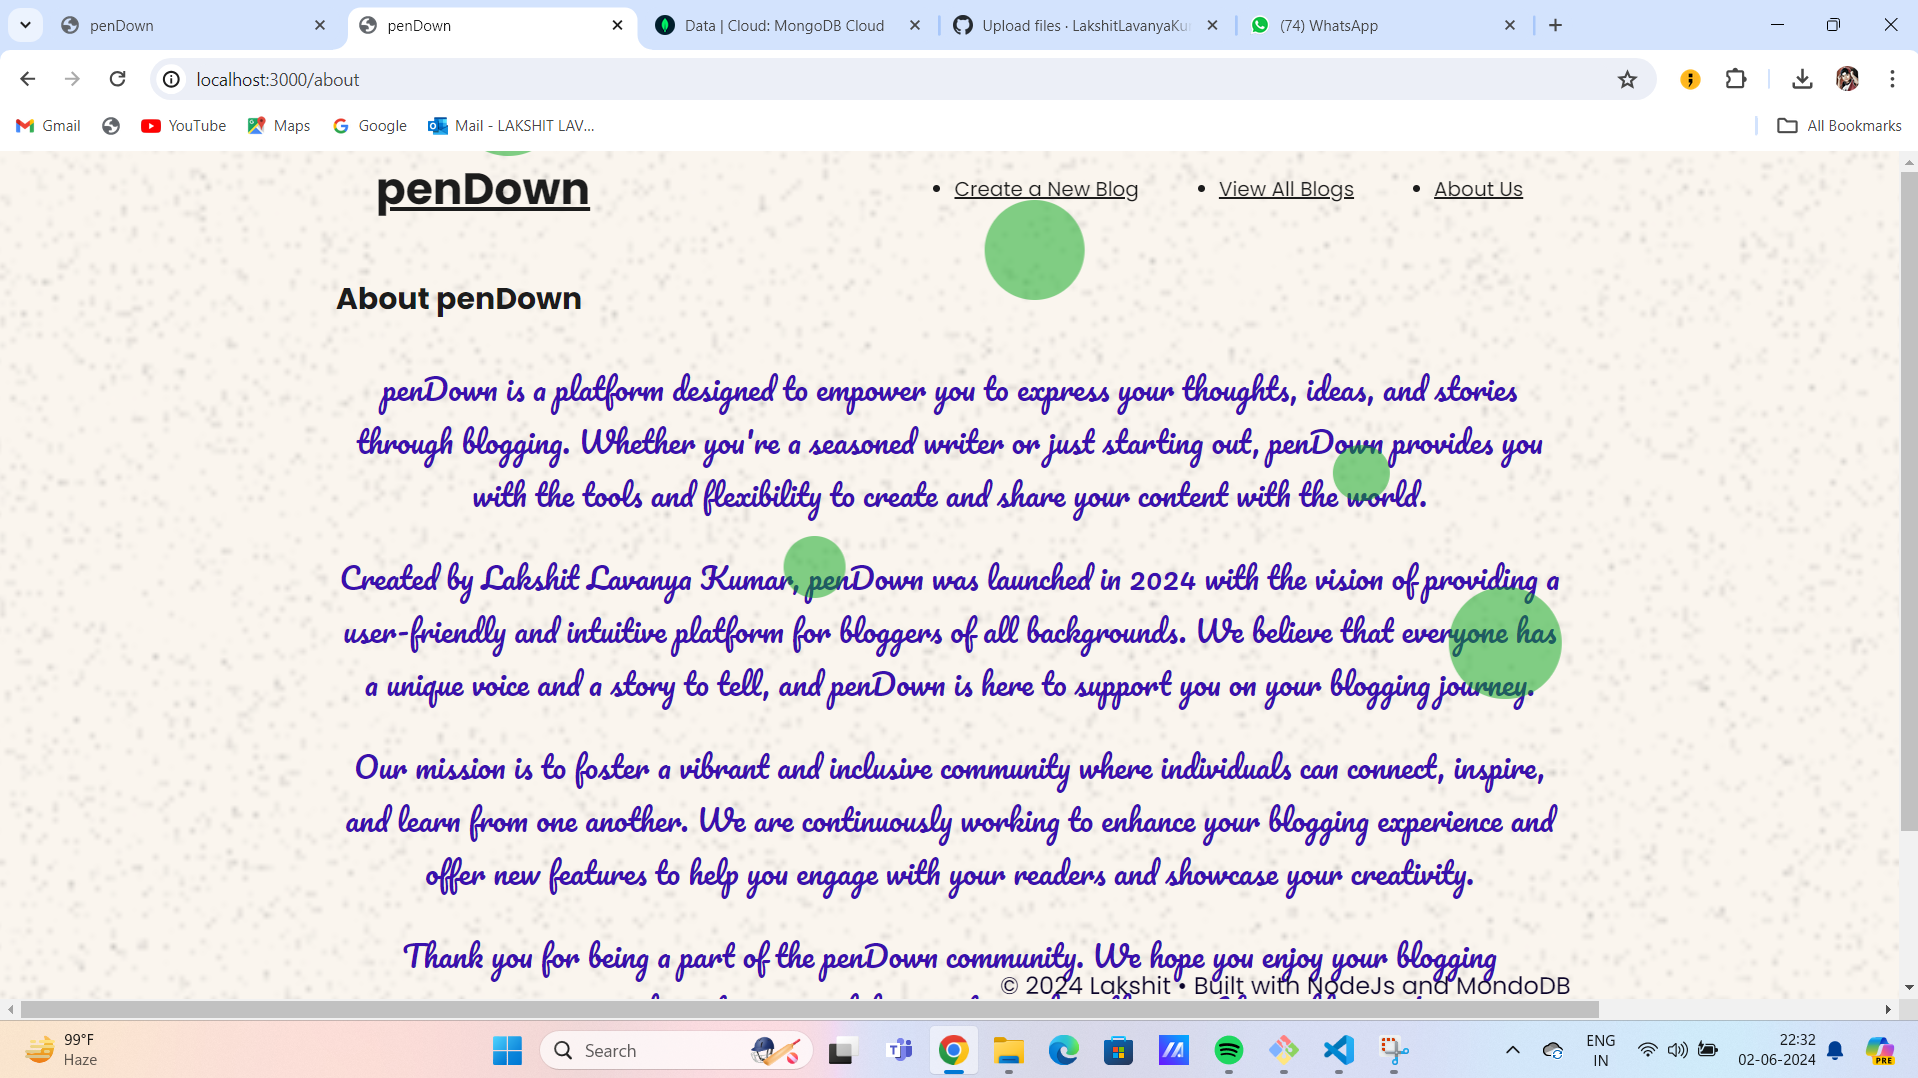 penDown
penDown
Data | Cloud: MongoDB Cloud
Upload files · LakshitLavanyaKu
(74) WhatsApp
localhost:3000/about
Gmail
YouTube
Maps
Google
Mail - LAKSHIT LAV...
All Bookmarks
penDown
• Create a New Blog
• View All Blogs
• About Us
About penDown
penDown is a platform designed to empower you to express your thoughts, ideas, and stories
through blogging. Whether you're a seasoned writer or just starting out, penDown provides you
with the tools and flexibility to create and share your content with the world.
Created by Lakshit Lavanya Kumar, penDown was launched in 2024 with the vision of providing a
user-friendly and intuitive platform for bloggers of all backgrounds. We believe that everyone has
a unique voice and a story to tell, and penDown is here to support you on your blogging journey.
Our mission is to foster a vibrant and inclusive community where individuals can connect, inspire,
and learn from one another. We are continuously working to enhance your blogging experience and
offer new features to help you engage with your readers and showcase your creativity.
Thank you for being a part of the penDown community. We hope you enjoy your blogging
© 2024 Lakshit • Built with NodeJs and MondoDB
99°F
Haze
Search
ENG
IN
22:32
02-06-2024
PRE